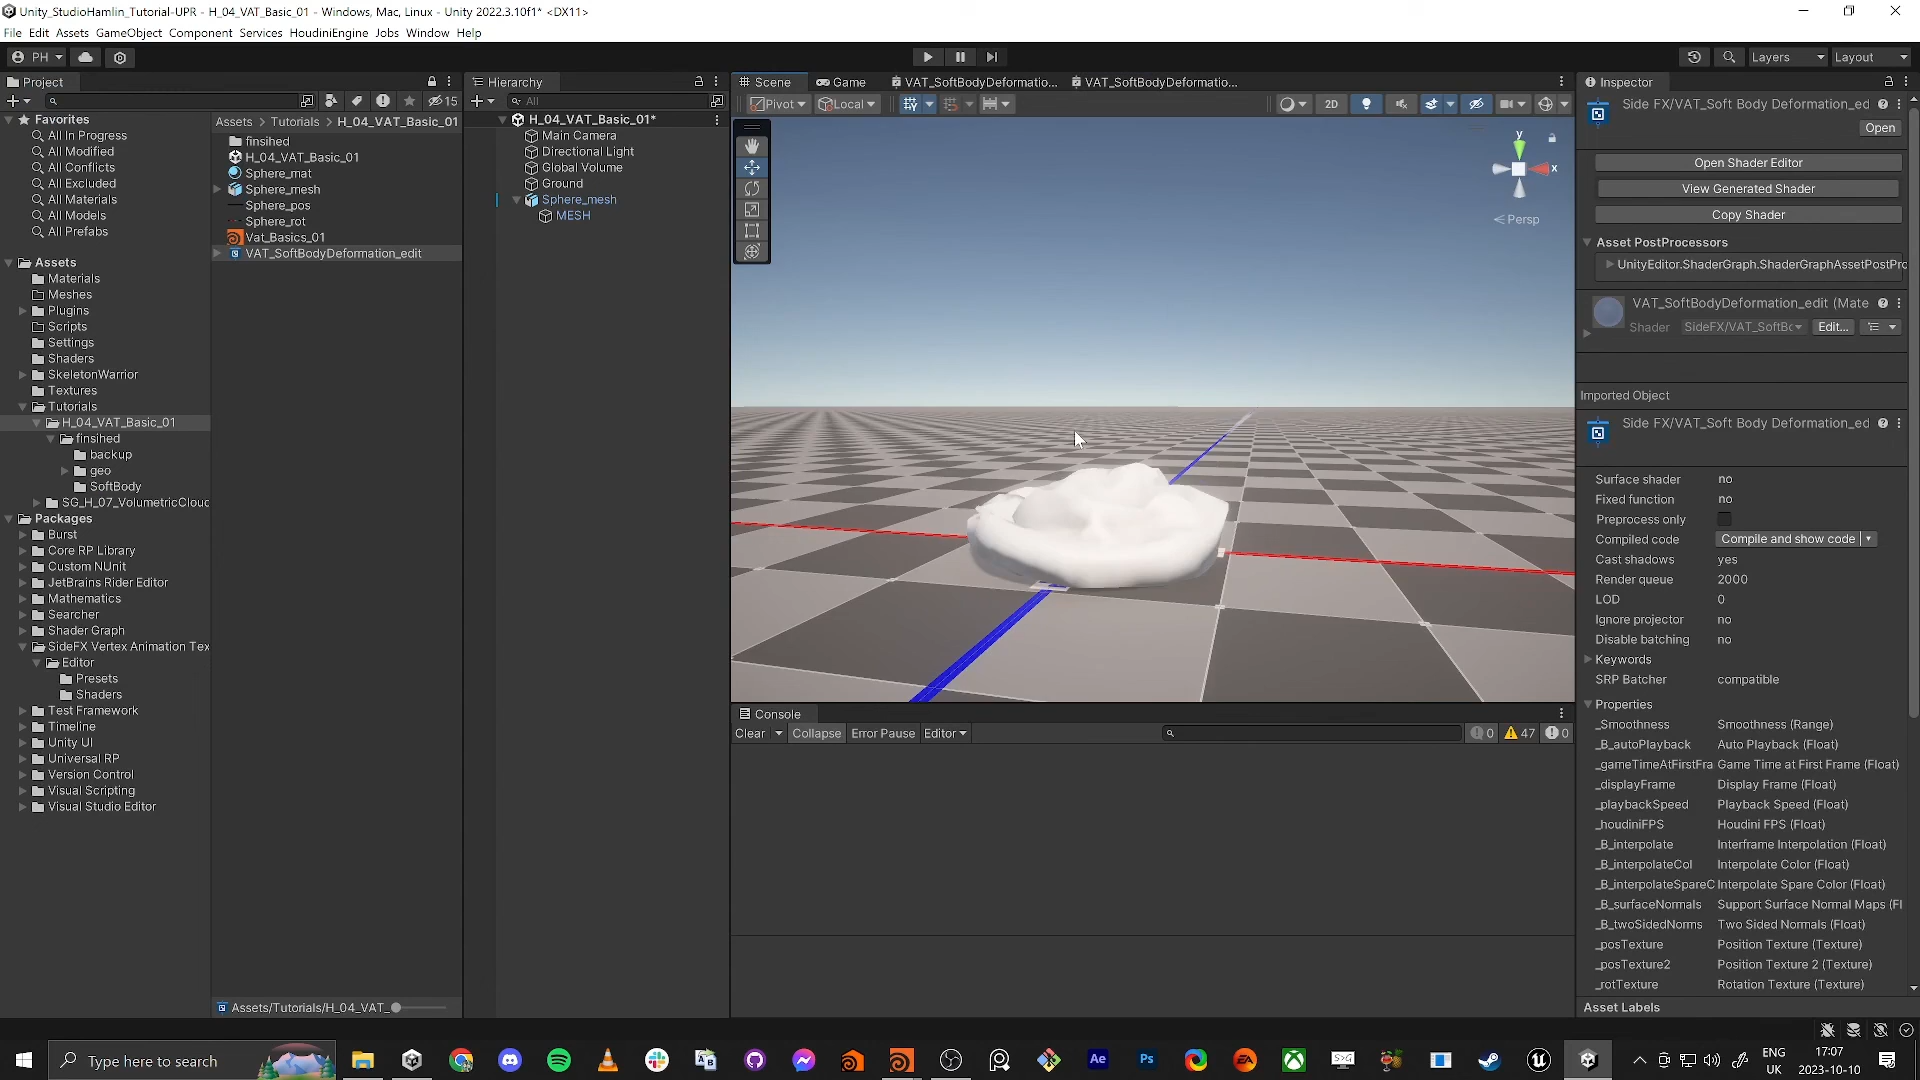 Unity_StudioHamlin_Tutorial-UPR - H_04_VAT_Basic_01 - Windows, Mac, Linux - Unity 2022.3.10f1* <DX11>
File Edit Assets GameObject Component Services HoudiniEngine Jobs Window Help
PH
Layers
Layout
Project
15
Favorites
All In Progress
All Modified
All Conflicts
All Excluded
All Materials
All Models
All Prefabs
Assets
Materials
Meshes
Plugins
Scripts
Settings
Shaders
SkeletonWarrior
Textures
Tutorials
H_04_VAT_Basic_01
finsihed
backup
geo
SoftBody
SG_H_07_VolumetricClouc
Packages
Burst
Core RP Library
Custom NUnit
JetBrains Rider Editor
Mathematics
Searcher
Shader Graph
SideFX Vertex Animation Tex
Editor
Presets
Shaders
Test Framework
Timeline
Unity UI
Universal RP
Version Control
Visual Scripting
Visual Studio Editor
Assets > Tutorials > H_04_VAT_Basic_01
finsihed
H_04_VAT_Basic_01
Sphere_mat
Sphere_mesh
Sphere_pos
Sphere_rot
Vat_Basics_01
VAT_SoftBodyDeformation_edit
Assets/Tutorials/H_04_VAT_
Hierarchy
All
H_04_VAT_Basic_01*
Main Camera
Directional Light
Global Volume
Ground
Sphere_mesh
MESH
Scene
Game
VAT_SoftBodyDeformatio...
VAT_SoftBodyDeformatio...
Pivot
Local
2D
y
x
< Persp
Console
Clear Collapse Error Pause Editor
0 47 0
Inspector
Side FX/VAT_Soft Body Deformation_ed
Open
Open Shader Editor
View Generated Shader
Copy Shader
Asset PostProcessors
UnityEditor.ShaderGraph.ShaderGraphAssetPostPro
VAT_SoftBodyDeformation_edit (Mate
Shader SideFX/VAT_SoftBc Edit...
Imported Object
Side FX/VAT_Soft Body Deformation_ed
Surface shader no
Fixed function no
Preprocess only
Compiled code Compile and show code
Cast shadows yes
Render queue 2000
LOD 0
Ignore projector no
Disable batching no
Keywords
SRP Batcher compatible
Properties
_Smoothness Smoothness (Range)
_B_autoPlayback Auto Playback (Float)
_gameTimeAtFirstFra Game Time at First Frame (Float)
_displayFrame Display Frame (Float)
_playbackSpeed Playback Speed (Float)
_houdiniFPS Houdini FPS (Float)
_B_interpolate Interframe Interpolation (Float)
_B_interpolateCol Interpolate Color (Float)
_B_interpolateSpareC Interpolate Spare Color (Float)
_B_surfaceNormals Support Surface Normal Maps (Fl
_B_twoSidedNorms Two Sided Normals (Float)
_posTexture Position Texture (Texture)
_posTexture2 Position Texture 2 (Texture)
_rotTexture Rotation Texture (Texture)
Asset Labels
Type here to search
Ae
Ps
EA
ENG
UK
17:07
2023-10-10